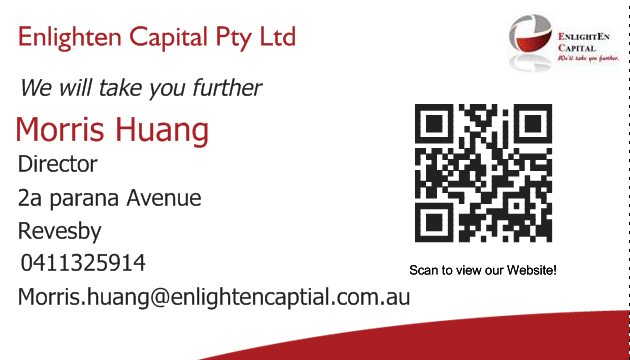 Enlighten Capital Pty Ltd
ENLIGHTEN
CAPITAL
We'll take you further.
We will take you further
Morris Huang
Director
2a parana Avenue
Revesby
0411325914
Scan to view our Website!
Morris.huang@enlightencaptial.com.au